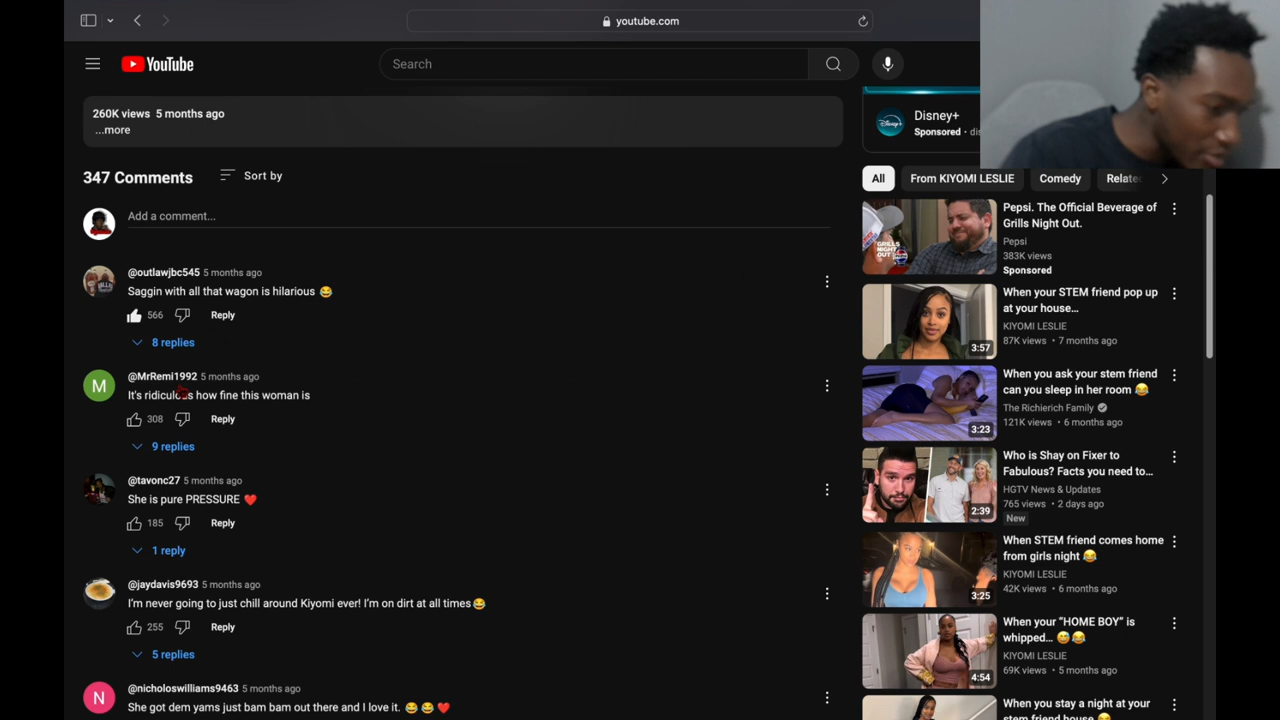 youtube.com
YouTube
Search
260K views 5 months ago
...more
347 Comments
Sort by
Add a comment...
@outlawjbc545 5 months ago
Saggin with all that wagon is hilarious 😂
566
Reply
8 replies
M
@MrRemi1992 5 months ago
It's ridiculous how fine this woman is
308
Reply
9 replies
@tavonc27 5 months ago
She is pure PRESSURE ❤️
185
Reply
1 reply
@jaydavis9693 5 months ago
I'm never going to just chill around Kiyomi ever! I'm on dirt at all times😂
255
Reply
5 replies
N
@nicholoswilliams9463 5 months ago
She got dem yams just bam bam out there and I love it. 😂😂❤️
Disney+
Disney+
Sponsored
All
From KIYOMI LESLIE
Comedy
Relate
GRILLS
NIGHT
OUT
Pepsi. The Official Beverage of
Grills Night Out.
Pepsi
383K views
Sponsored
3:57
When your STEM friend pop up
at your house…
KIYOMI LESLIE
87K views • 7 months ago
3:23
When you ask your stem friend
can you sleep in her room 😂
The Richierich Family
121K views • 6 months ago
2:39
Who is Shay on Fixer to
Fabulous? Facts you need to…
HGTV News & Updates
765 views • 2 days ago
New
3:25
When STEM friend comes home
from girls night 😂
KIYOMI LESLIE
42K views • 6 months ago
4:54
When your “HOME BOY” is
whipped… 😅😂
KIYOMI LESLIE
69K views • 5 months ago
When you stay a night at your
stem friend house 😂